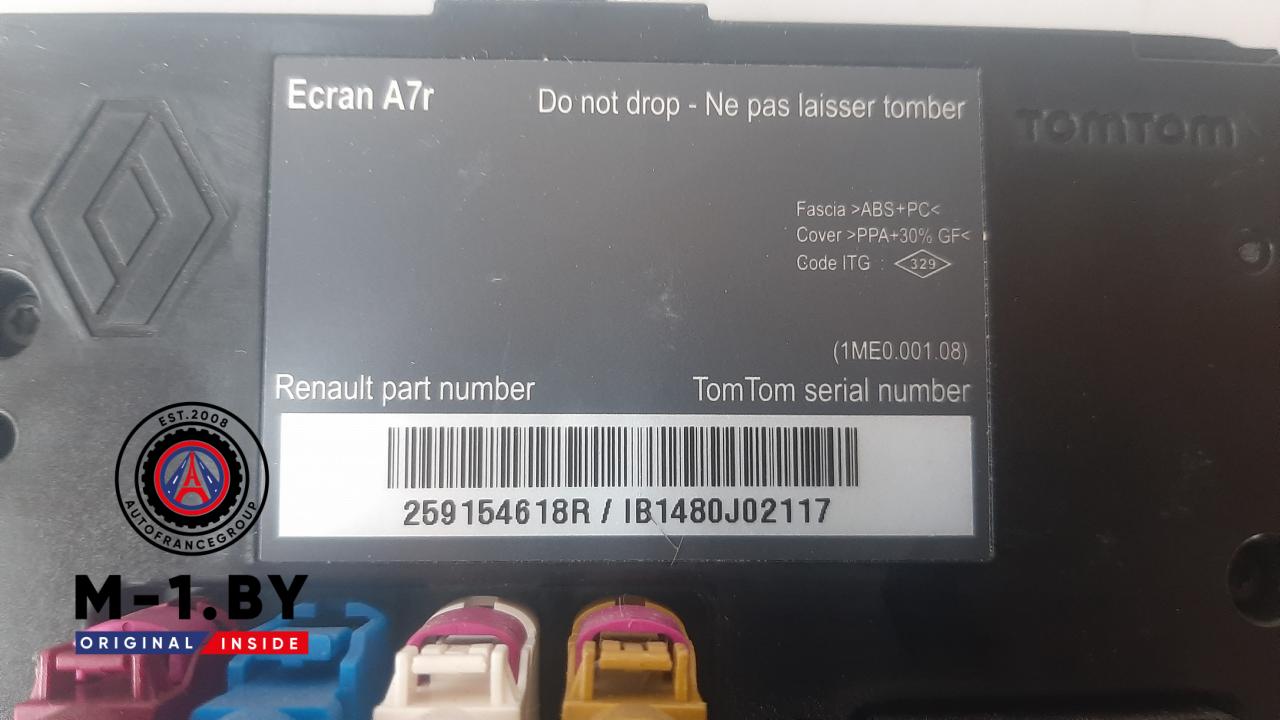 Ecran A7r
Do not drop - Ne pas laisser tomber
TOMTOM
Fascia >ABS+PC<
Cover >PPA+30% GF<
Code ITG : 329
(1ME0.001.08)
Renault part number
TomTom serial number
259154618R / IB1480J02117
EST.2008
AUTOFRANCEGROUP
M-1.BY
ORIGINAL INSIDE